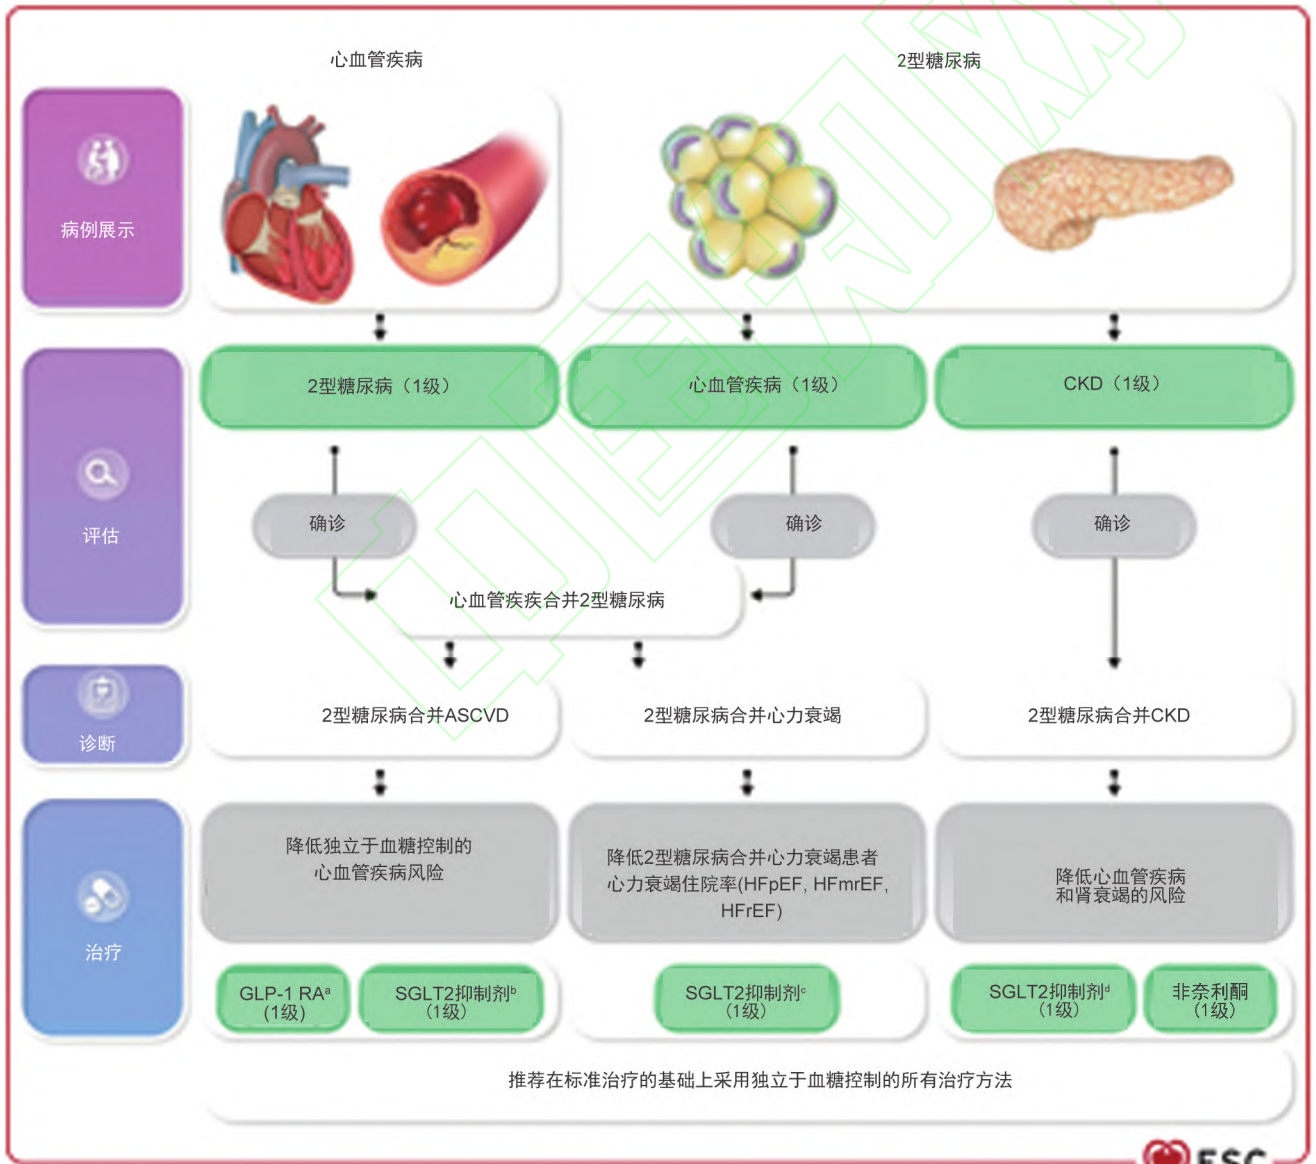 心血管疾病
2型糖尿病
病例展示
2型糖尿病（1级）
心血管疾病（1级）
CKD（1级）
评估
确诊
确诊
确诊
心血管疾疾合并2型糖尿病
诊断
2型糖尿病合并ASCVD
2型糖尿病合并心力衰竭
2型糖尿病合并CKD
治疗
降低独立于血糖控制的
心血管疾病风险
降低2型糖尿病合并心力衰竭患者
心力衰竭住院率(HFpEF, HFmrEF,
HFrEF)
降低心血管疾病
和肾衰竭的风险
GLP-1 RAᵃ
(1级)
SGLT2抑制剂ᵇ
（1级）
SGLT2抑制剂ᶜ
（1级）
SGLT2抑制剂ᵈ
（1级）
非奈利酮
（1级）
推荐在标准治疗的基础上采用独立于血糖控制的所有治疗方法
ESC